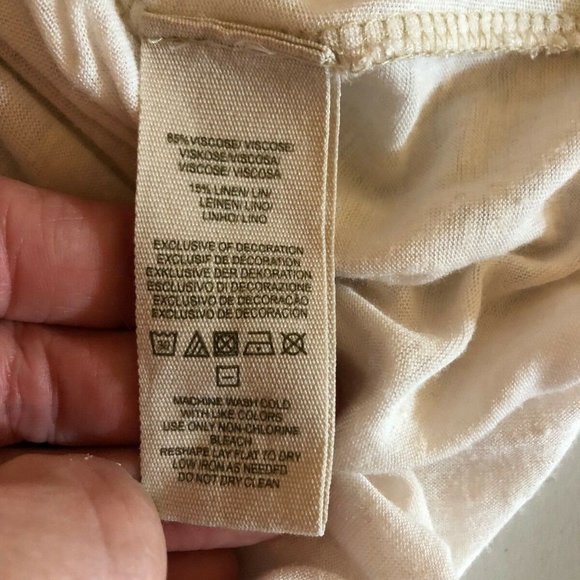 85% VISCOSE/ VISCOSE/
VISKOSE/VISCOSA
VISCOSE/ VISCOSA
15% LINEN/ LIN/
LEINEN/ LINO/
LINHO/ LINO
EXCLUSIVE OF DECORATION
EXCLUSIF DE DÉCORATION
EXKLUSIVE DER DEKORATION
ESCLUSIVO DI DECORAZIONE
EXCLUSIVO DE DECORAÇÃO
EXCLUSIVO DE DECORACIÓN
30
MACHINE WASH COLD
WITH LIKE COLORS
USE ONLY NON-CHLORINE
BLEACH
RESHAPE LAY FLAT TO DRY
LOW IRON AS NEEDED
DO NOT DRY CLEAN